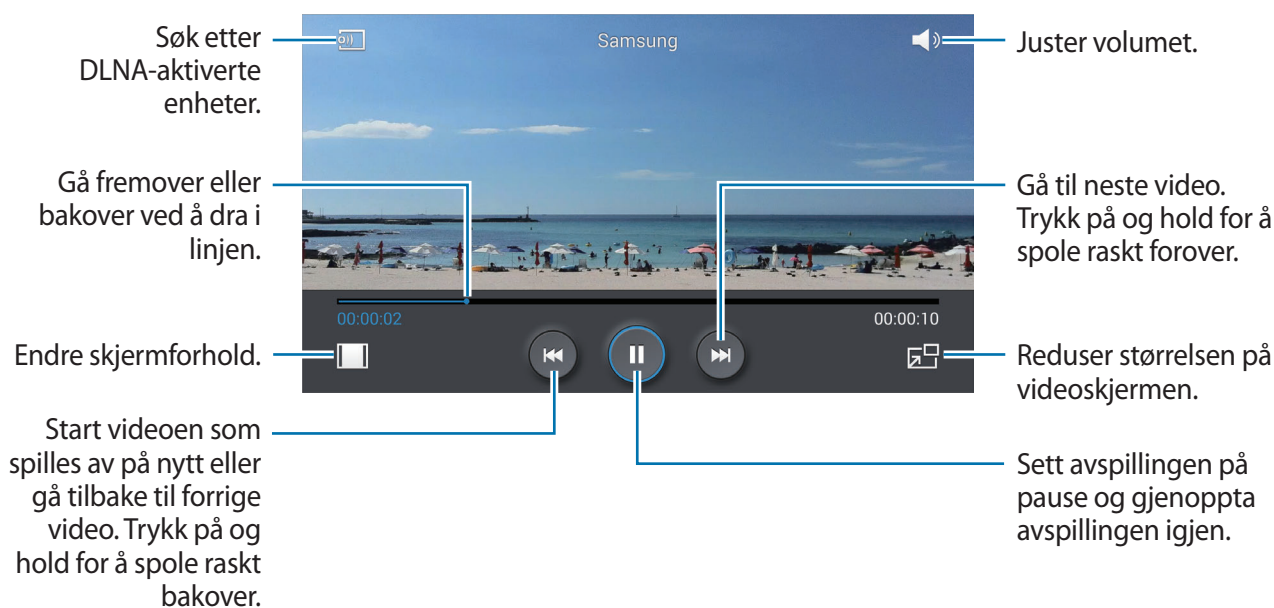 Søk etter
DLNA-aktiverte
enheter.
Samsung
Juster volumet.
Gå fremover eller
bakover ved å dra i
linjen.
Gå til neste video.
Trykk på og hold for å
spole raskt forover.
00:00:02
00:00:10
Endre skjermforhold.
Reduser størrelsen på
videoskjermen.
Start videoen som
spilles av på nytt eller
gå tilbake til forrige
video. Trykk på og
hold for å spole raskt
bakover.
Sett avspillingen på
pause og gjenoppta
avspillingen igjen.